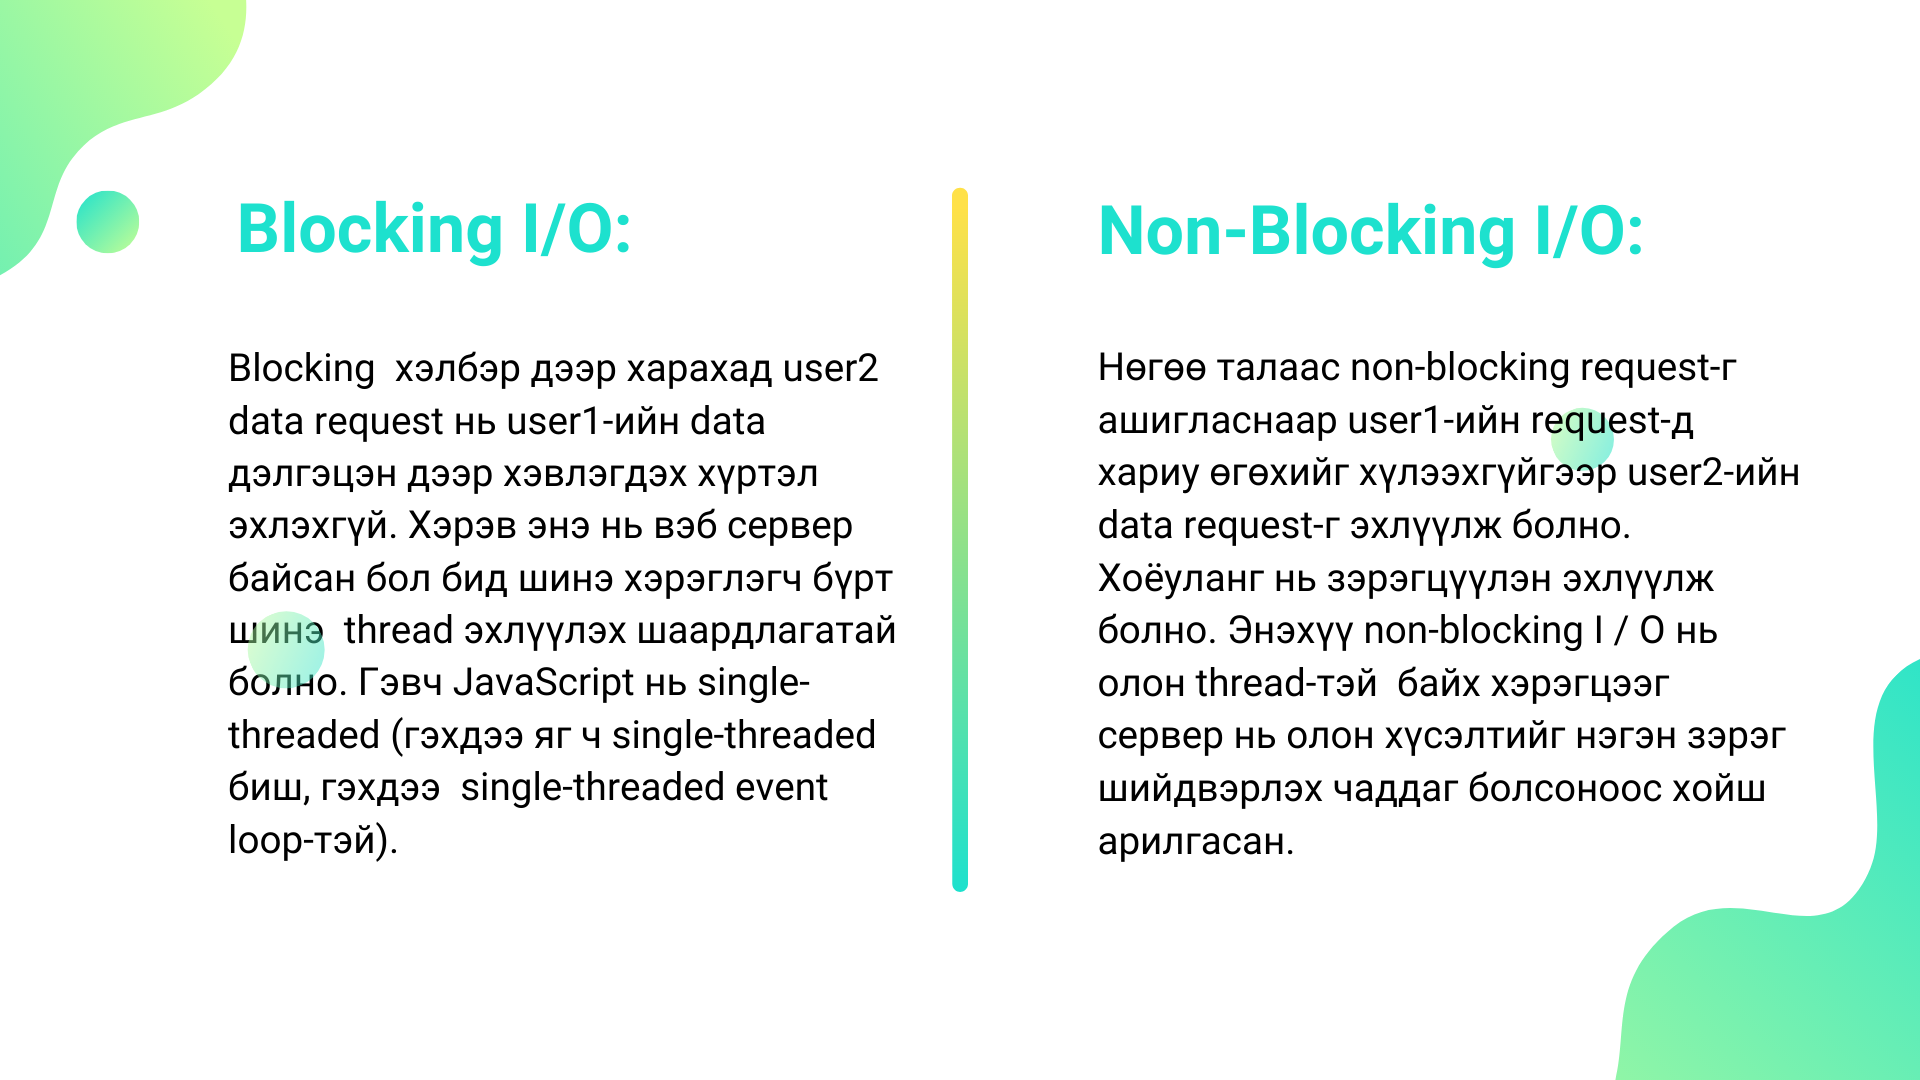 Blocking I/O:
Blocking  хэлбэр дээр харахад user2
data request нь user1-ийн data
дэлгэцэн дээр хэвлэгдэх хүртэл
эхлэхгүй. Хэрэв энэ нь вэб сервер
байсан бол бид шинэ хэрэглэгч бүрт
шинэ  thread эхлүүлэх шаардлагатай
болно. Гэвч JavaScript нь single-
threaded (гэхдээ яг ч single-threaded
биш, гэхдээ  single-threaded event
loop-тэй).
Non-Blocking I/O:
Нөгөө талаас non-blocking request-г
ашигласнаар user1-ийн request-д
хариу өгөхийг хүлээхгүйгээр user2-ийн
data request-г эхлүүлж болно.
Хоёуланг нь зэрэгцүүлэн эхлүүлж
болно. Энэхүү non-blocking I / O нь
олон thread-тэй  байх хэрэгцээг
сервер нь олон хүсэлтийг нэгэн зэрэг
шийдвэрлэх чаддаг болсоноос хойш
арилгасан.